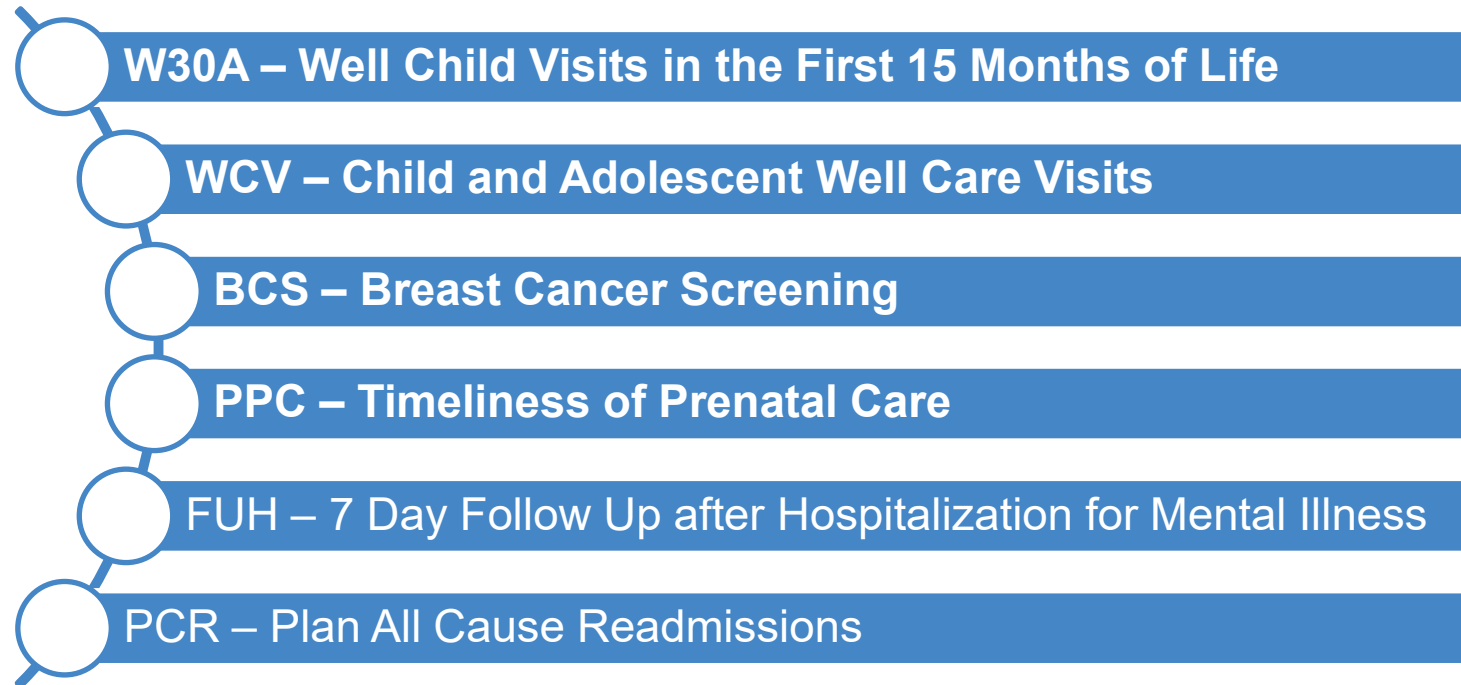 W30A – Well Child Visits in the First 15 Months of Life
WCV – Child and Adolescent Well Care Visits
BCS – Breast Cancer Screening
PPC – Timeliness of Prenatal Care
FUH – 7 Day Follow Up after Hospitalization for Mental Illness
PCR – Plan All Cause Readmissions